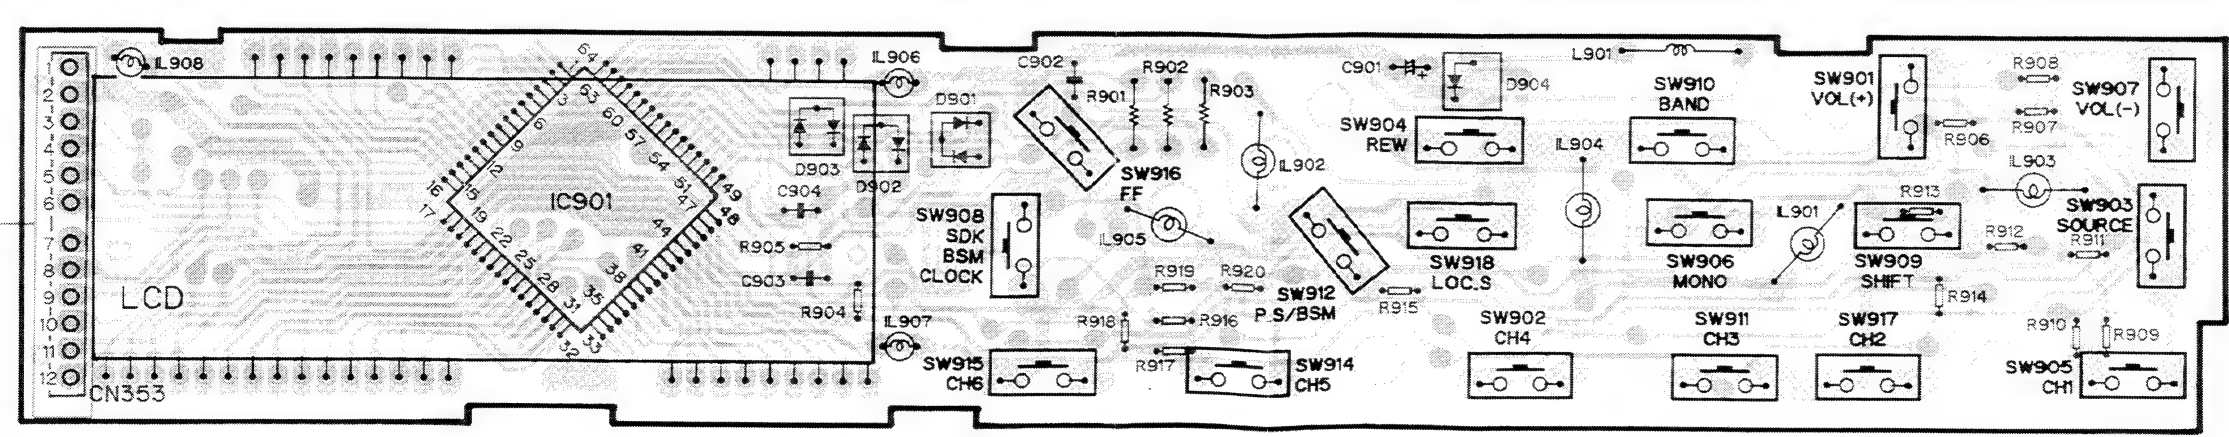 IL908
1
2
3
4
5
6
7
8
9
10
11
12
CN353
LCD
64
63
60
57
54
51
49
48
47
44
41
38
35
33
32
31
28
25
22
19
17
16
15
12
9
6
3
IC901
IL906
D903
D902
D901
C904
R905
C903
R904
IL907
C902
R901
R902
R903
SW916
FF
SW908
SDK
BSM
CLOCK
IL905
IL902
R919
R920
R918
R916
R917
SW915
CH6
SW914
CH5
SW912
P.S/BSM
C901
+
D904
SW904
REW
SW918
LOC.S
R915
SW902
CH4
L901
SW910
BAND
IL904
SW906
MONO
IL901
SW911
CH3
SW917
CH2
SW901
VOL(+)
R908
R907
R906
SW907
VOL(-)
IL903
R913
SW903
SOURCE
R912
R911
SW909
SHIFT
R914
R910
R909
SW905
CH1